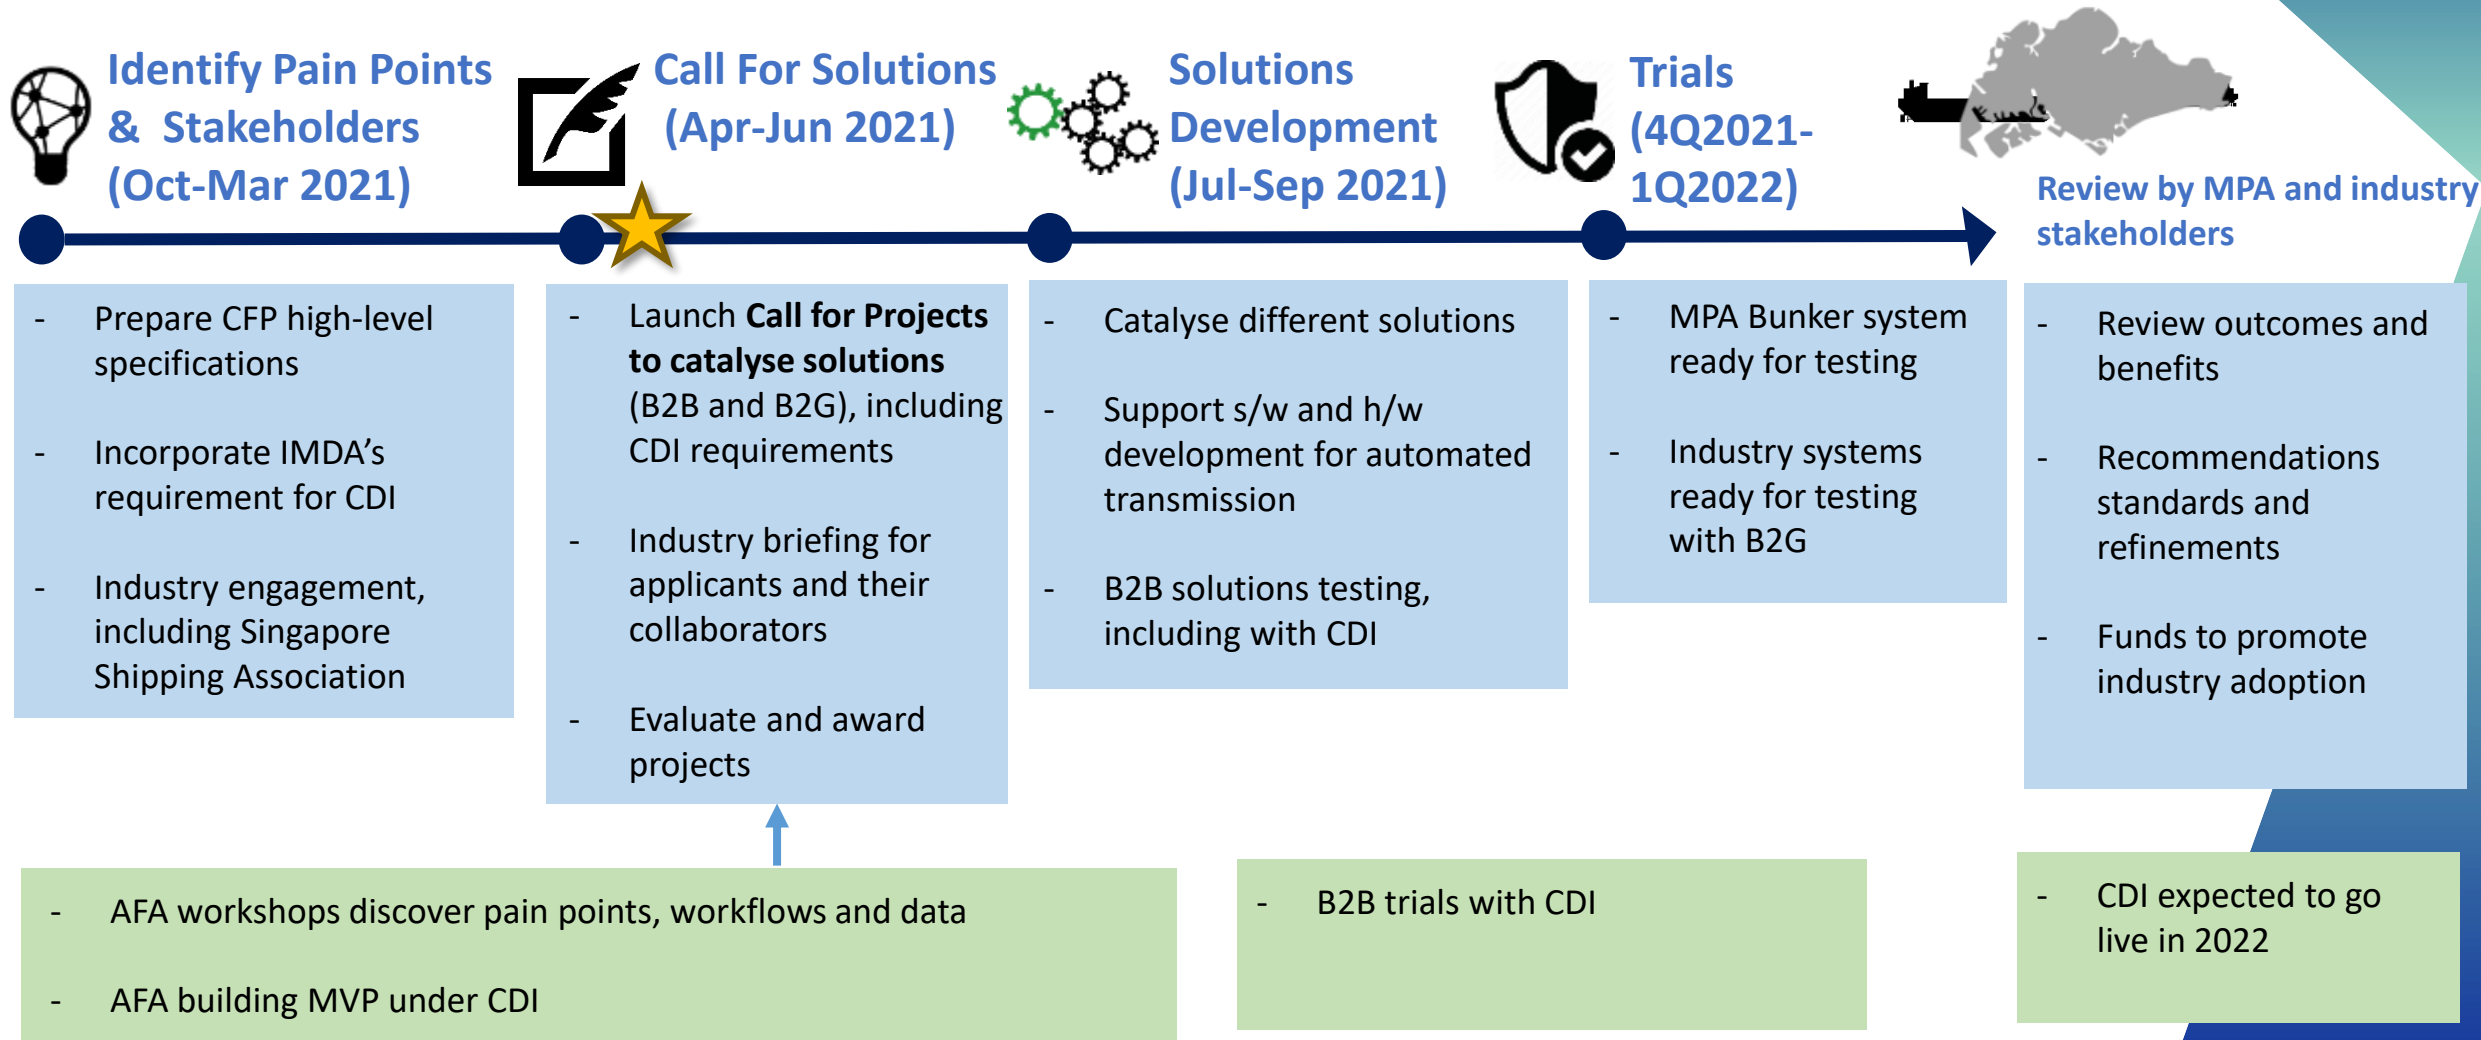 Identify Pain Points
& Stakeholders
(Oct-Mar 2021)
Call For Solutions
(Apr-Jun 2021)
Solutions
Development
(Jul-Sep 2021)
Trials
(4Q2021-
1Q2022)
Review by MPA and industry
stakeholders
- Prepare CFP high-level
specifications
- Incorporate IMDA's
requirement for CDI
- Industry engagement,
including Singapore
Shipping Association
- Launch Call for Projects
to catalyse solutions
(B2B and B2G), including
CDI requirements
- Industry briefing for
applicants and their
collaborators
- Evaluate and award
projects
- Catalyse different solutions
- Support s/w and h/w
development for automated
transmission
- B2B solutions testing,
including with CDI
- MPA Bunker system
ready for testing
- Industry systems
ready for testing
with B2G
- Review outcomes and
benefits
- Recommendations
standards and
refinements
- Funds to promote
industry adoption
- AFA workshops discover pain points, workflows and data
- AFA building MVP under CDI
- B2B trials with CDI
- CDI expected to go
live in 2022